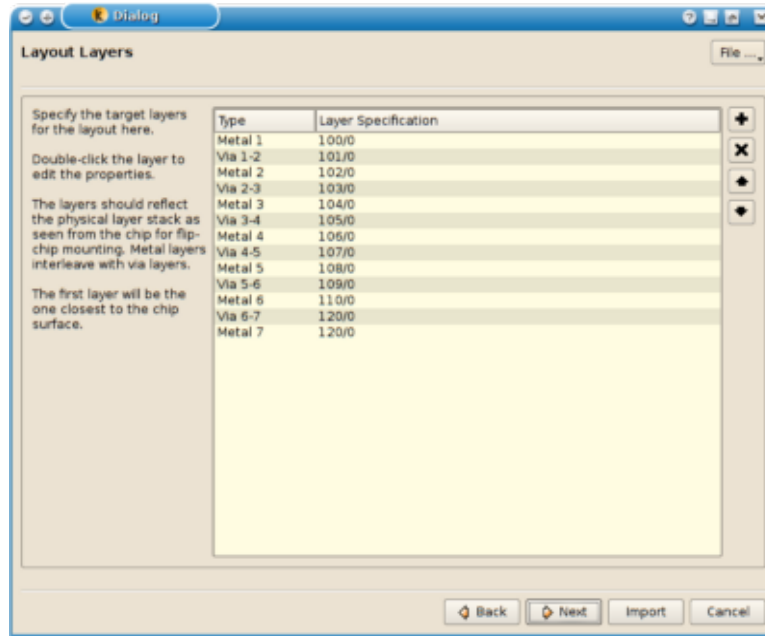 Dialog
Layout Layers
File ...
Specify the target layers
for the layout here.
Double-click the layer to
edit the properties.
The layers should reflect
the physical layer stack as
seen from the chip for flip-
chip mounting. Metal layers
interleave with via layers.
The first layer will be the
one closest to the chip
surface.
Type Layer Specification
Metal 1 100/0
Via 1-2 101/0
Metal 2 102/0
Via 2-3 103/0
Metal 3 104/0
Via 3-4 105/0
Metal 4 106/0
Via 4-5 107/0
Metal 5 108/0
Via 5-6 109/0
Metal 6 110/0
Via 6-7 120/0
Metal 7 120/0
Back Next Import Cancel